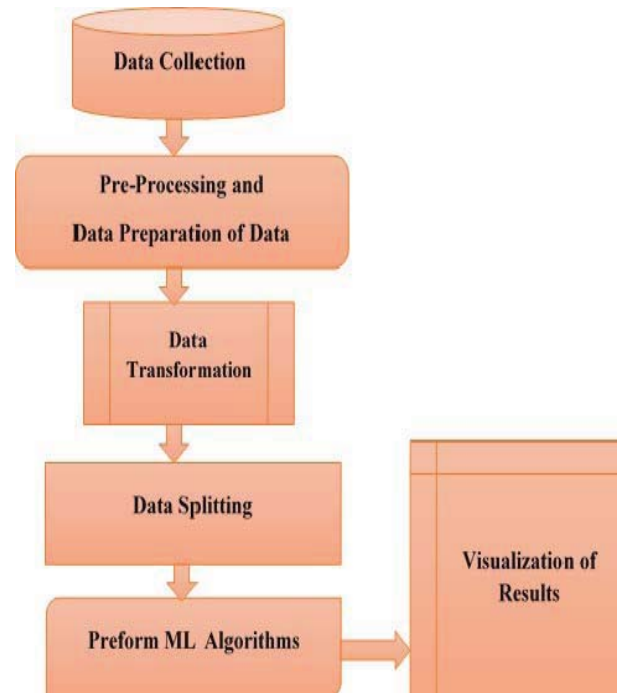 Data Collection
Pre-Processing and
Data Preparation of Data
Data
Transformation
Data Splitting
Preform ML Algorithms
Visualization of
Results